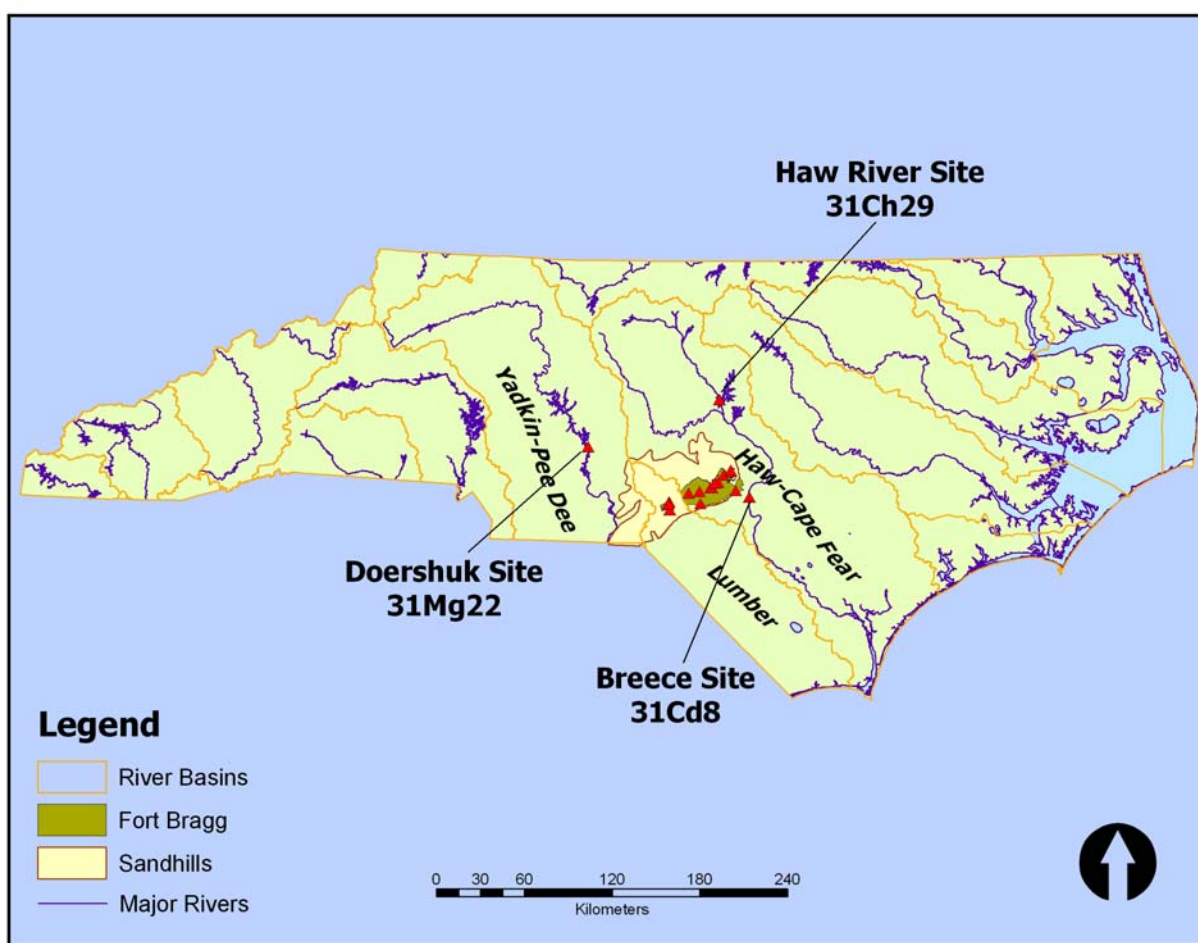 Haw River Site
31Ch29
Yadkin-Pee Dee
Haw-Cape Fear
Doershuk Site
31Mg22
Lumber
Breece Site
31Cd8
Legend
River Basins
Fort Bragg
Sandhills
Major Rivers
0 30 60 120 180 240
Kilometers